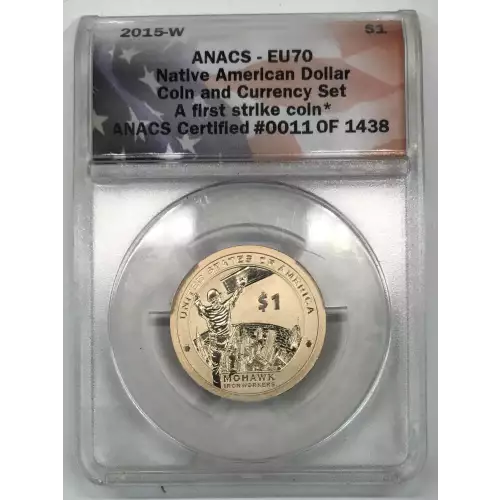 2015-W $1
ANACS - EU70
Native American Dollar
Coin and Currency Set
A first strike coin*
ANACS Certified #0011 OF 1438
UNITED STATES OF AMERICA
$1
MOHAWK
IRONWORKERS